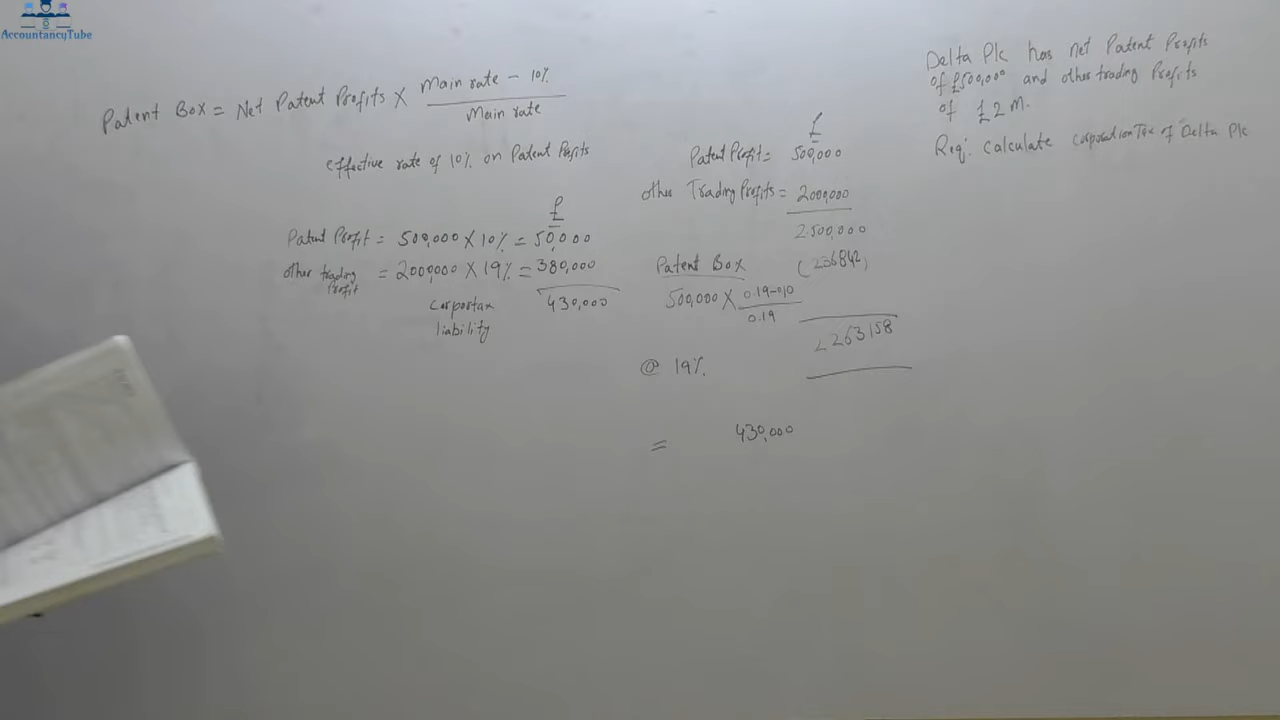 AccountancyTube
Patent Box = Net Patent Profits × Main rate - 10%
Main rate
effective rate of 10% on Patent Profits
£
Patent Profit = 500,000 × 10% = 50,000
other trading Profit = 2000,000 × 19% = 380,000
corportax 430,000
liability
£
Patent Profit = 500,000
other Trading Profits = 2000,000
2500,000
Patent Box (236842)
500,000 × 0.19-0.10
0.19
2263158
@ 19%
= 430,000
Delta Plc has net Patent Profits
of £500,000 and other trading Profits
of £2m.
Req: calculate corporation Tax of Delta Plc